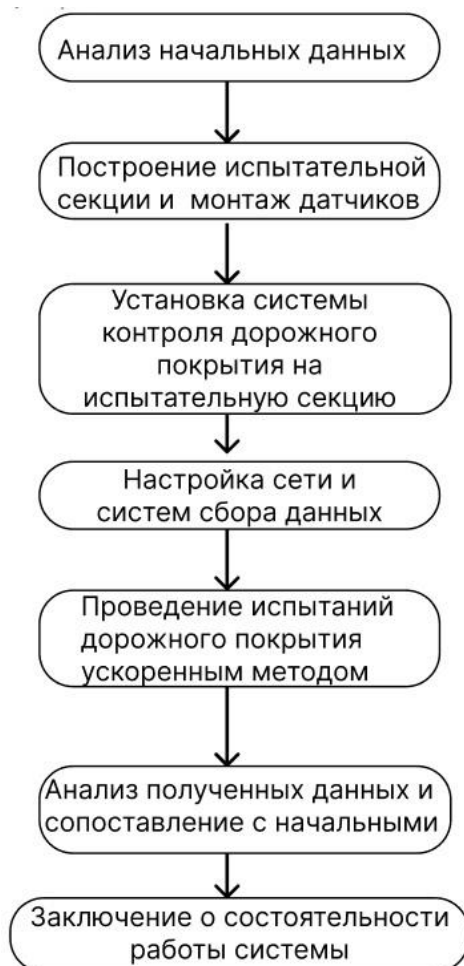 Анализ начальных данных
Построение испытательной
секции и монтаж датчиков
Установка системы
контроля дорожного
покрытия на
испытательную секцию
Настройка сети и
систем сбора данных
Проведение испытаний
дорожного покрытия
ускоренным методом
Анализ полученных данных и
сопоставление с начальными
Заключение о состоятельности
работы системы